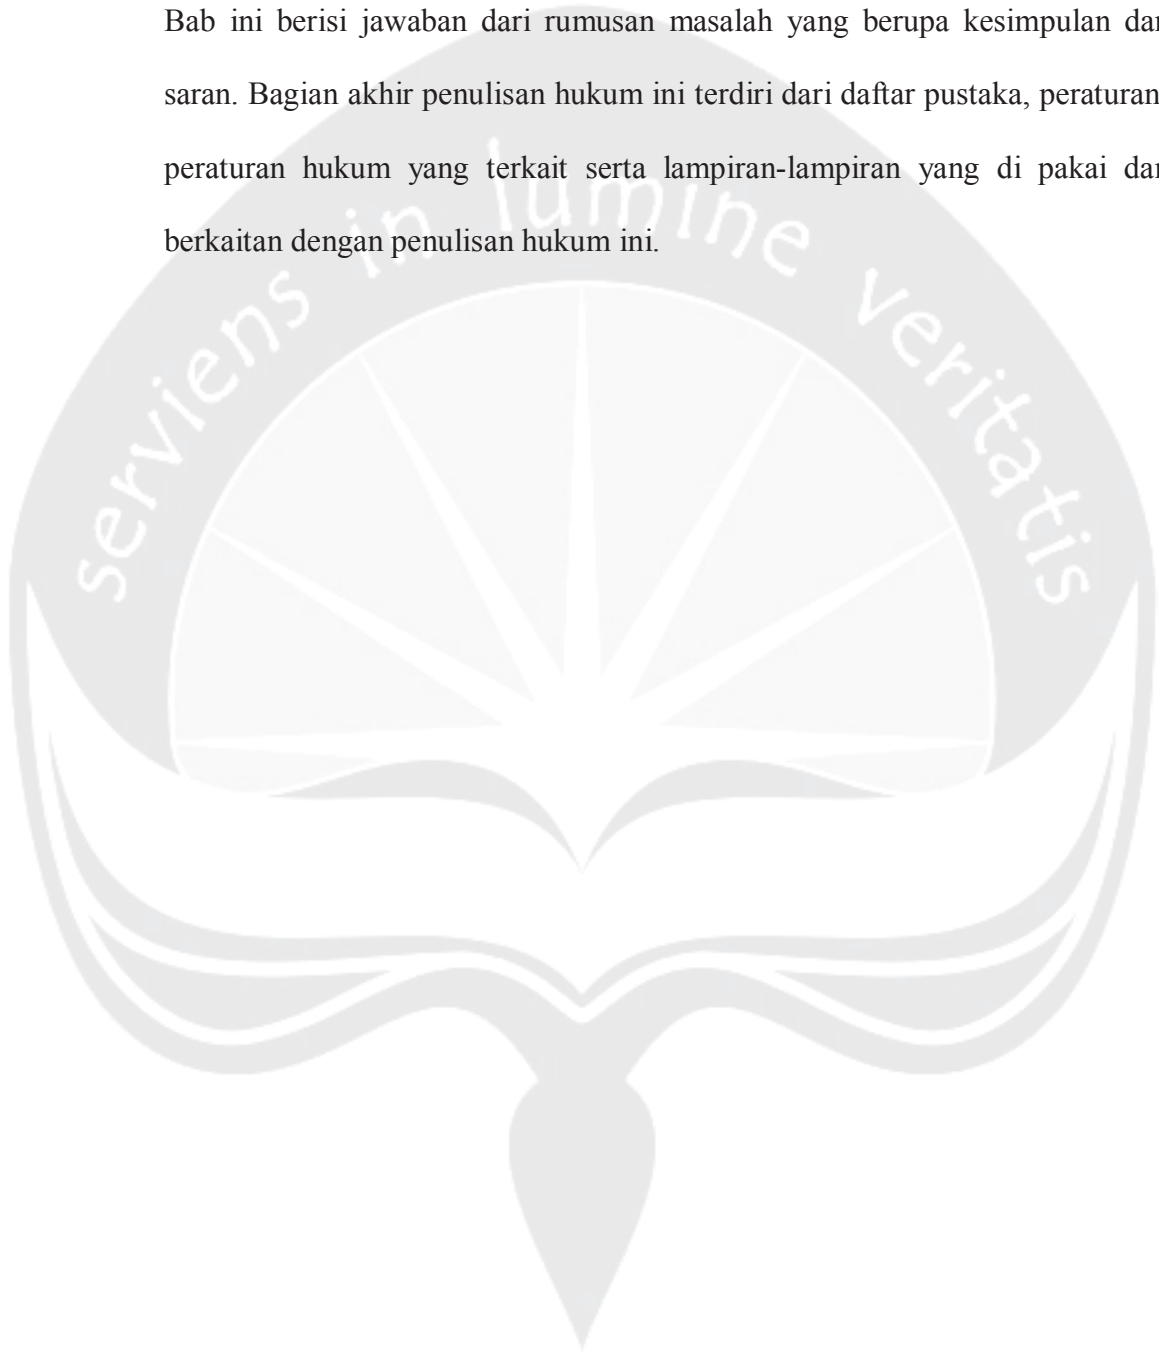 Bab ini berisi jawaban dari rumusan masalah yang berupa kesimpulan dan
saran. Bagian akhir penulisan hukum ini terdiri dari daftar pustaka, peraturan
peraturan hukum yang terkait serta lampiran-lampiran yang di pakai dan
berkaitan dengan penulisan hukum ini.
serviens in lumine veritatis